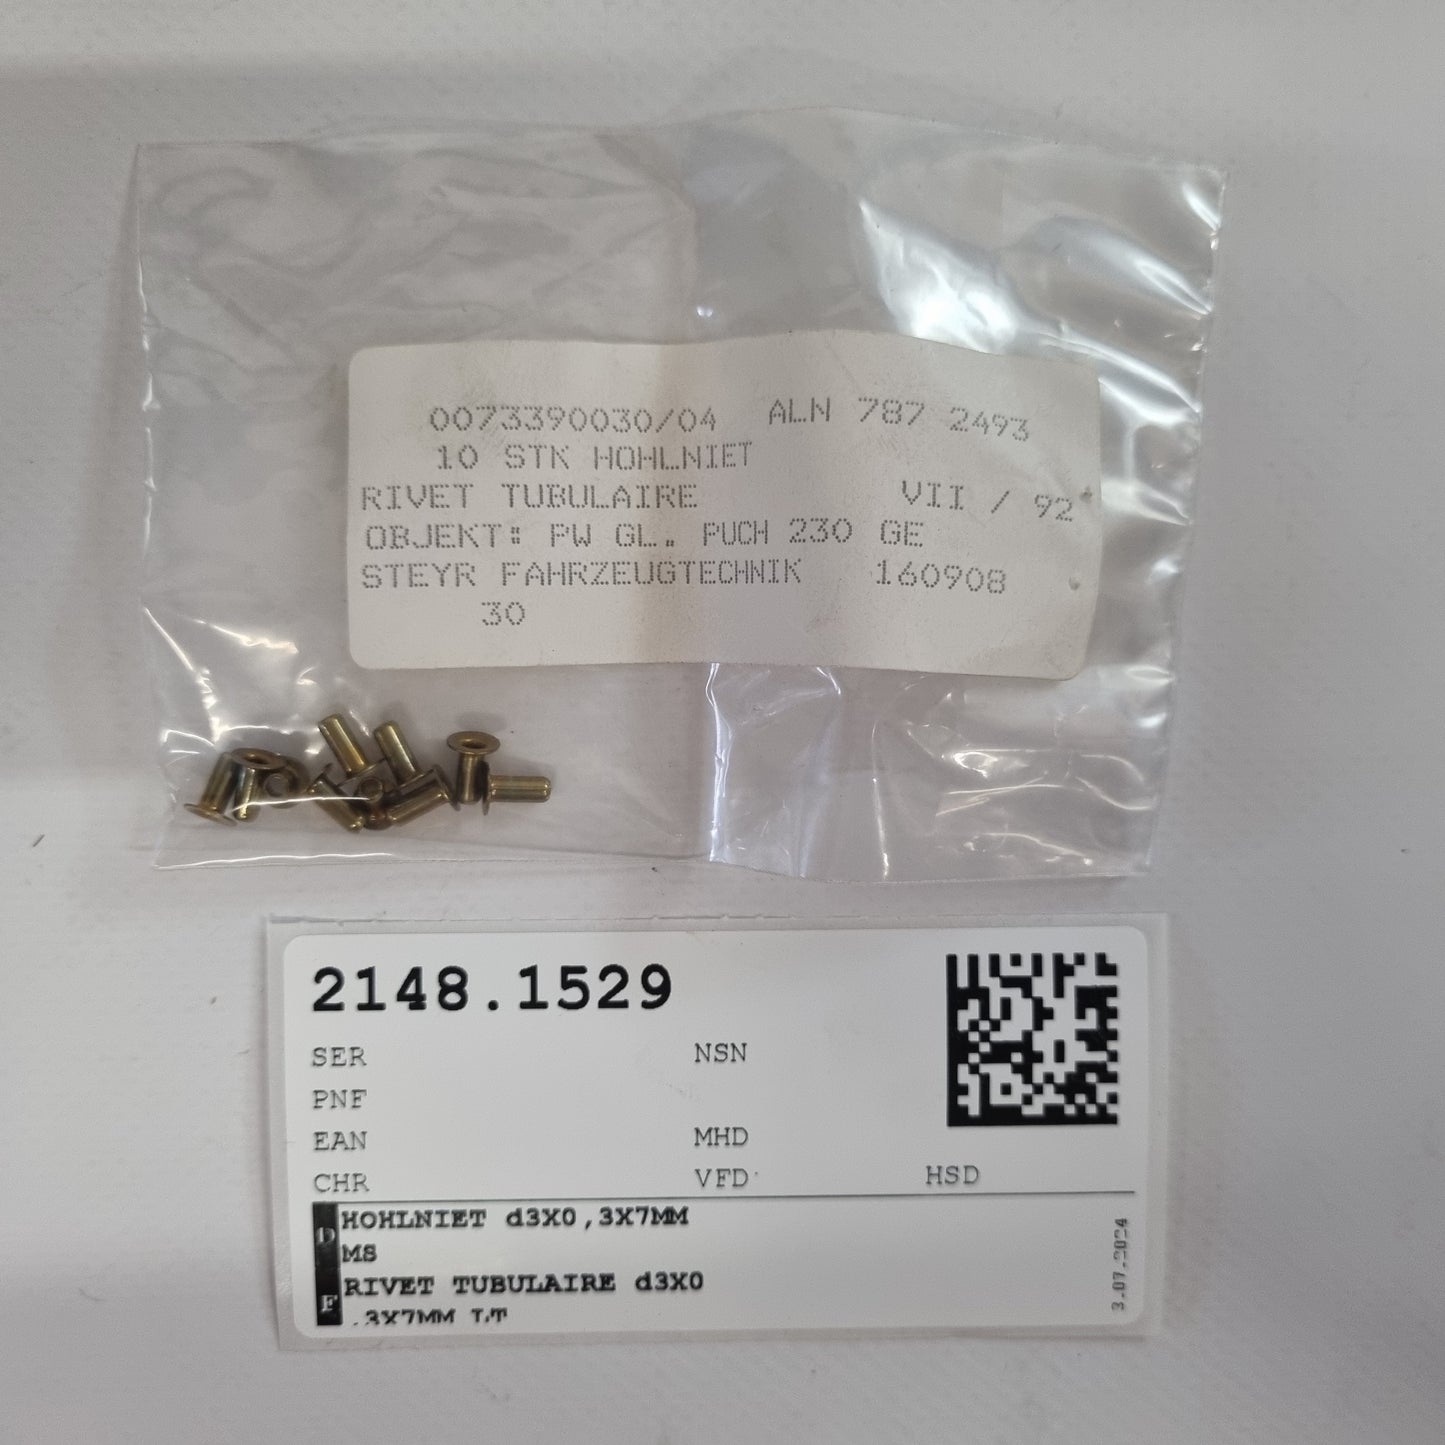 0073390030/04 ALN 787 2493
10 STK HOHLNIET
RIVET TUBULAIRE VII / 92
OBJEKT: PW GL. PUCH 230 GE
STEYR FAHRZEUGTECHNIK 160908
30
2148.1529
SER NSN
PNF
EAN MHD
CHR VFD HSD
D HOHLNIET d3X0,3X7MM
MS
F RIVET TUBULAIRE d3X0
.3X7MM LT
3.07.2024